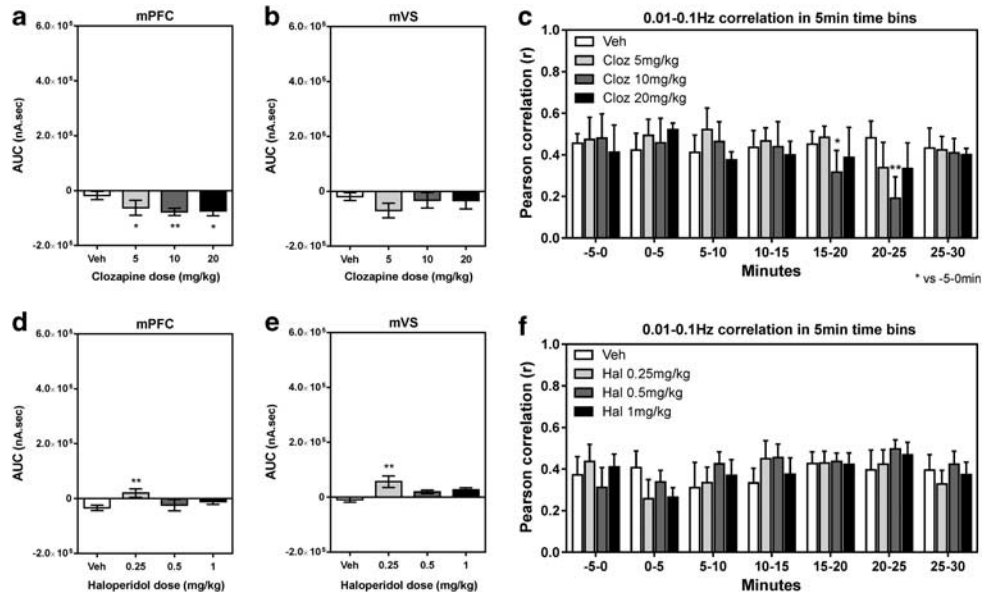 a
mPFC
AUC (nA.sec)
6.0×10⁵
4.0×10⁵
2.0×10⁵
0
-2.0×10⁵
*
**
*
Veh 5 10 20
Clozapine dose (mg/kg)
b
mVS
AUC (nA.sec)
6.0×10⁵
4.0×10⁵
2.0×10⁵
0
-2.0×10⁵
Veh 5 10 20
Clozapine dose (mg/kg)
c
0.01-0.1Hz correlation in 5min time bins
Pearson correlation (r)
1.0
0.8
0.6
0.4
0.2
0.0
Veh
Cloz 5mg/kg
Cloz 10mg/kg
Cloz 20mg/kg
*
**
-5-0 0-5 5-10 10-15 15-20 20-25 25-30
Minutes
* vs -5-0min
d
mPFC
AUC (nA.sec)
6.0×10⁵
4.0×10⁵
2.0×10⁵
0
-2.0×10⁵
**
Veh 0.25 0.5 1
Haloperidol dose (mg/kg)
e
mVS
AUC (nA.sec)
6.0×10⁵
4.0×10⁵
2.0×10⁵
0
-2.0×10⁵
**
Veh 0.25 0.5 1
Haloperidol dose (mg/kg)
f
0.01-0.1Hz correlation in 5min time bins
Pearson correlation (r)
1.0
0.8
0.6
0.4
0.2
0.0
Veh
Hal 0.25mg/kg
Hal 0.5mg/kg
Hal 1mg/kg
-5-0 0-5 5-10 10-15 15-20 20-25 25-30
Minutes